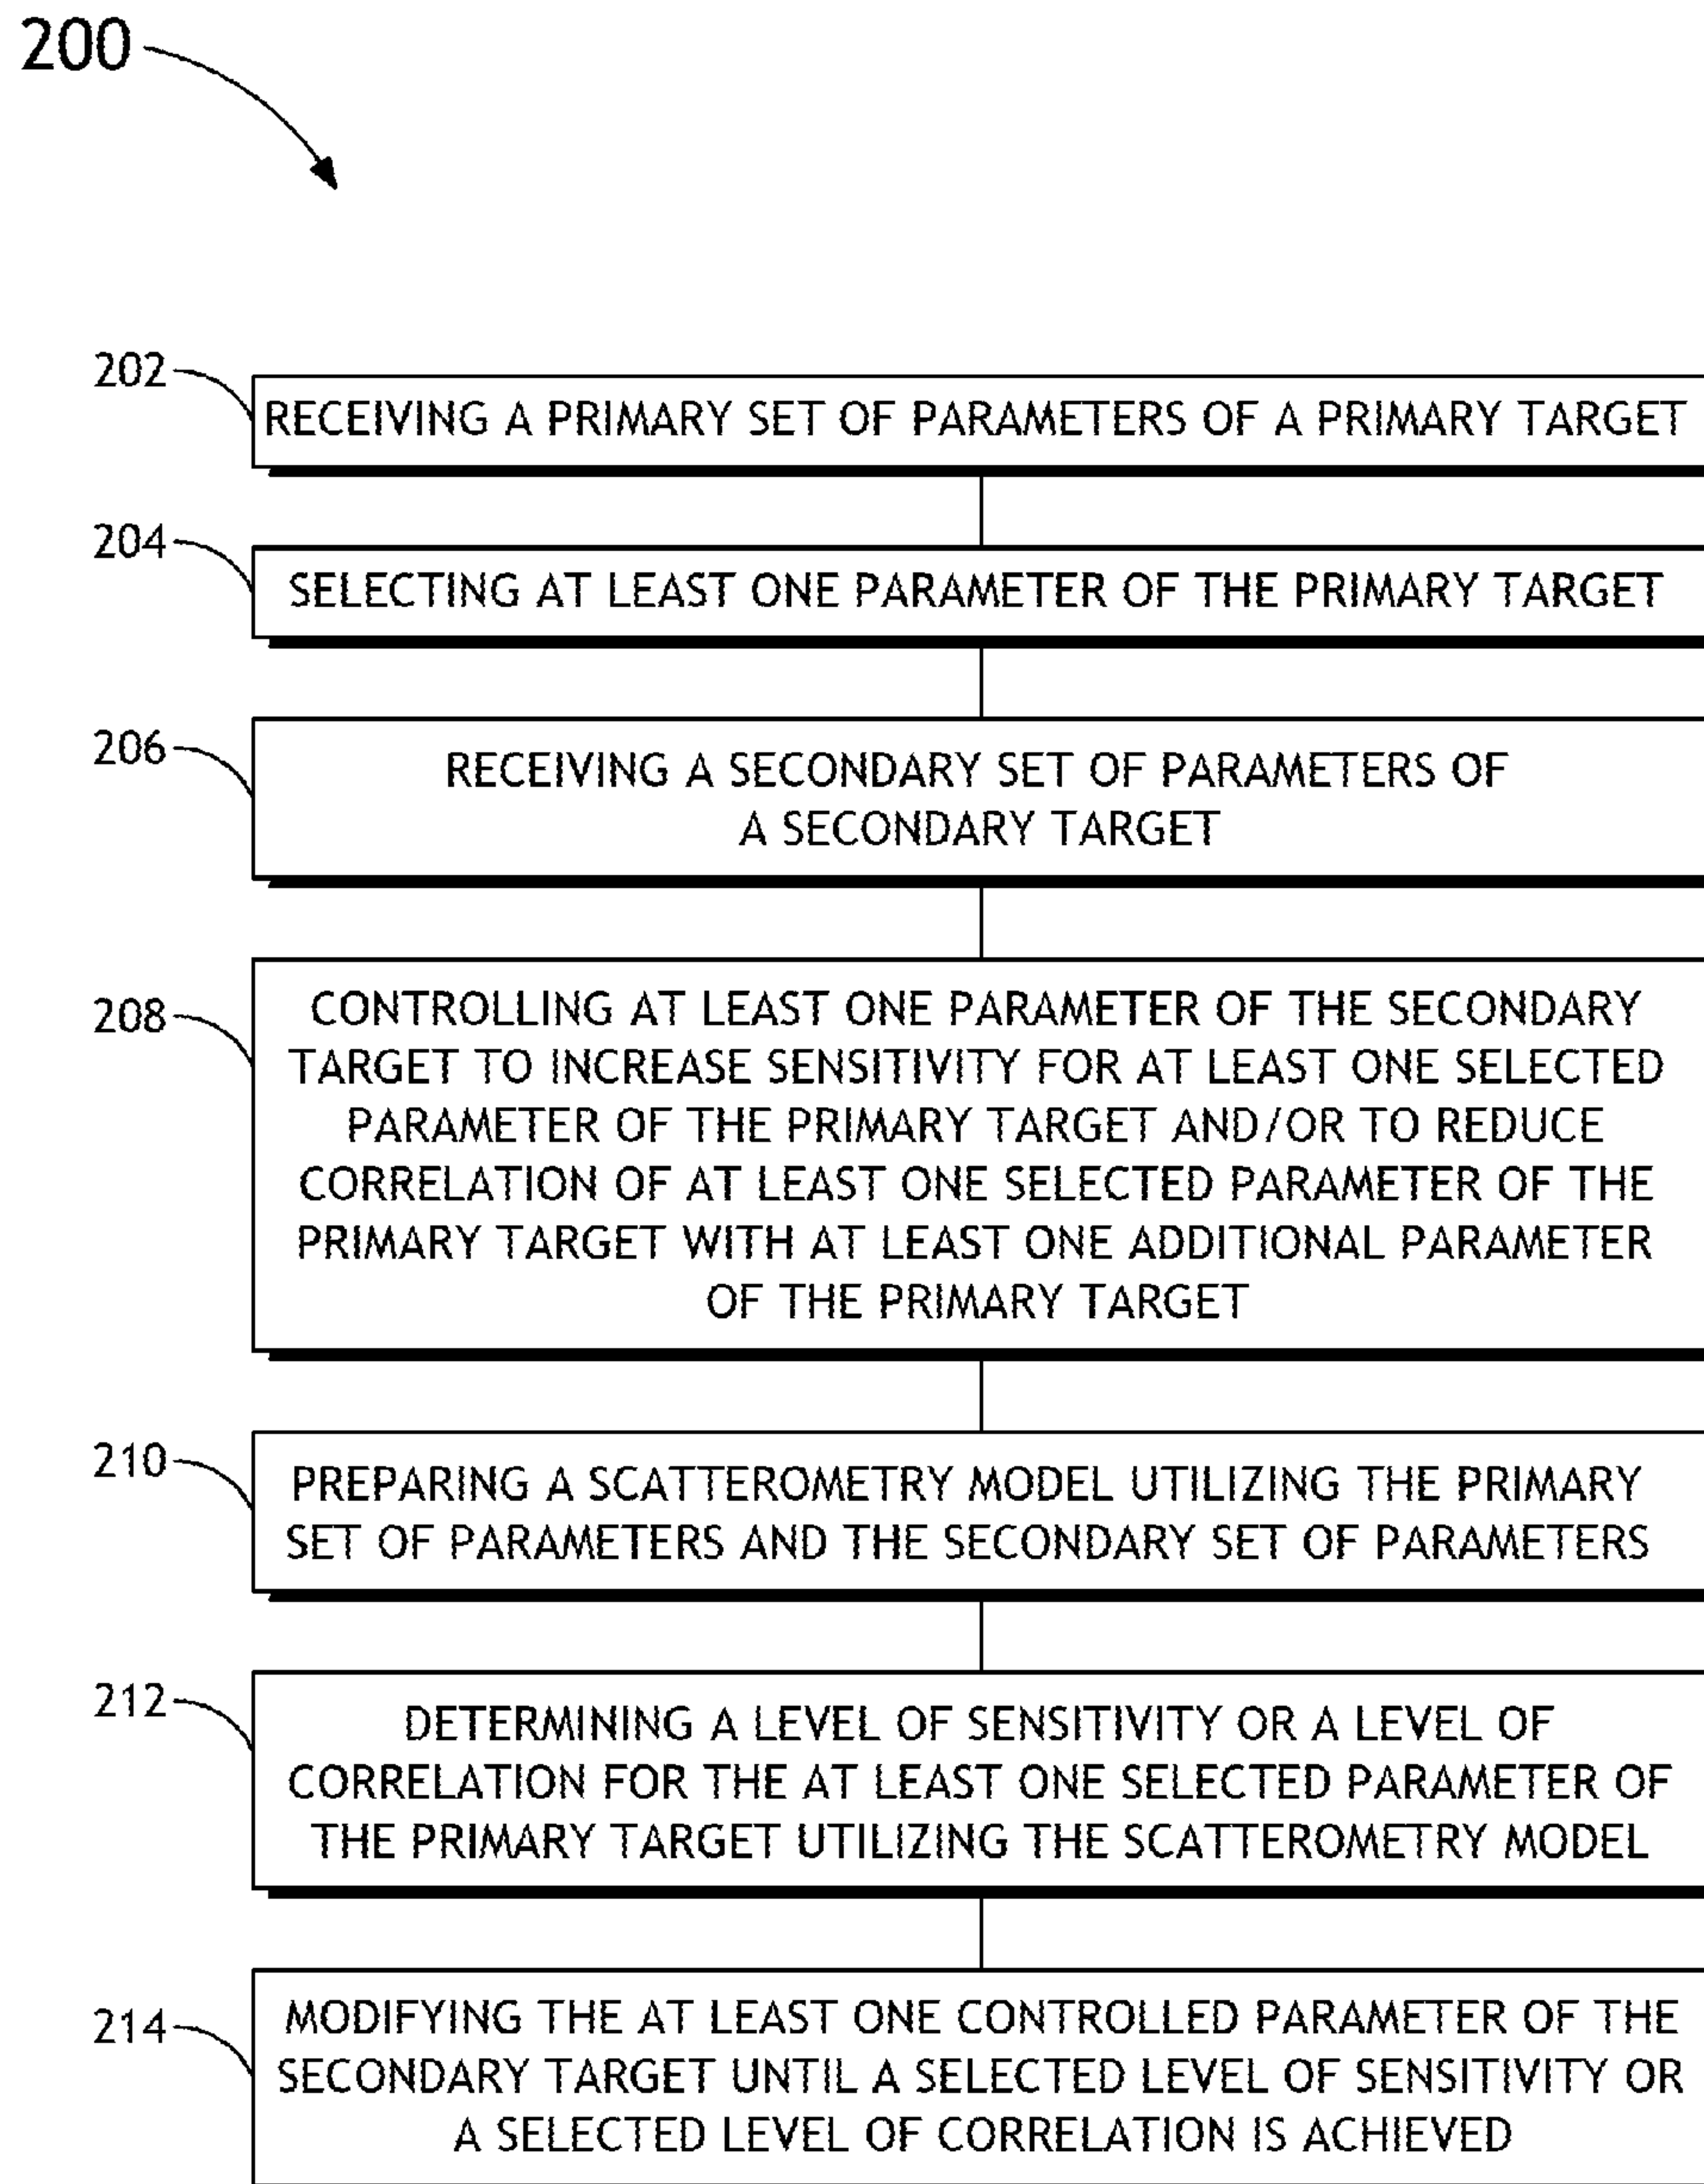 200
202
RECEIVING A PRIMARY SET OF PARAMETERS OF A PRIMARY TARGET
204
SELECTING AT LEAST ONE PARAMETER OF THE PRIMARY TARGET
206
RECEIVING A SECONDARY SET OF PARAMETERS OF
A SECONDARY TARGET
208
CONTROLLING AT LEAST ONE PARAMETER OF THE SECONDARY
TARGET TO INCREASE SENSITIVITY FOR AT LEAST ONE SELECTED
PARAMETER OF THE PRIMARY TARGET AND/OR TO REDUCE
CORRELATION OF AT LEAST ONE SELECTED PARAMETER OF THE
PRIMARY TARGET WITH AT LEAST ONE ADDITIONAL PARAMETER
OF THE PRIMARY TARGET
210
PREPARING A SCATTEROMETRY MODEL UTILIZING THE PRIMARY
SET OF PARAMETERS AND THE SECONDARY SET OF PARAMETERS
212
DETERMINING A LEVEL OF SENSITIVITY OR A LEVEL OF
CORRELATION FOR THE AT LEAST ONE SELECTED PARAMETER OF
THE PRIMARY TARGET UTILIZING THE SCATTEROMETRY MODEL
214
MODIFYING THE AT LEAST ONE CONTROLLED PARAMETER OF THE
SECONDARY TARGET UNTIL A SELECTED LEVEL OF SENSITIVITY OR
A SELECTED LEVEL OF CORRELATION IS ACHIEVED